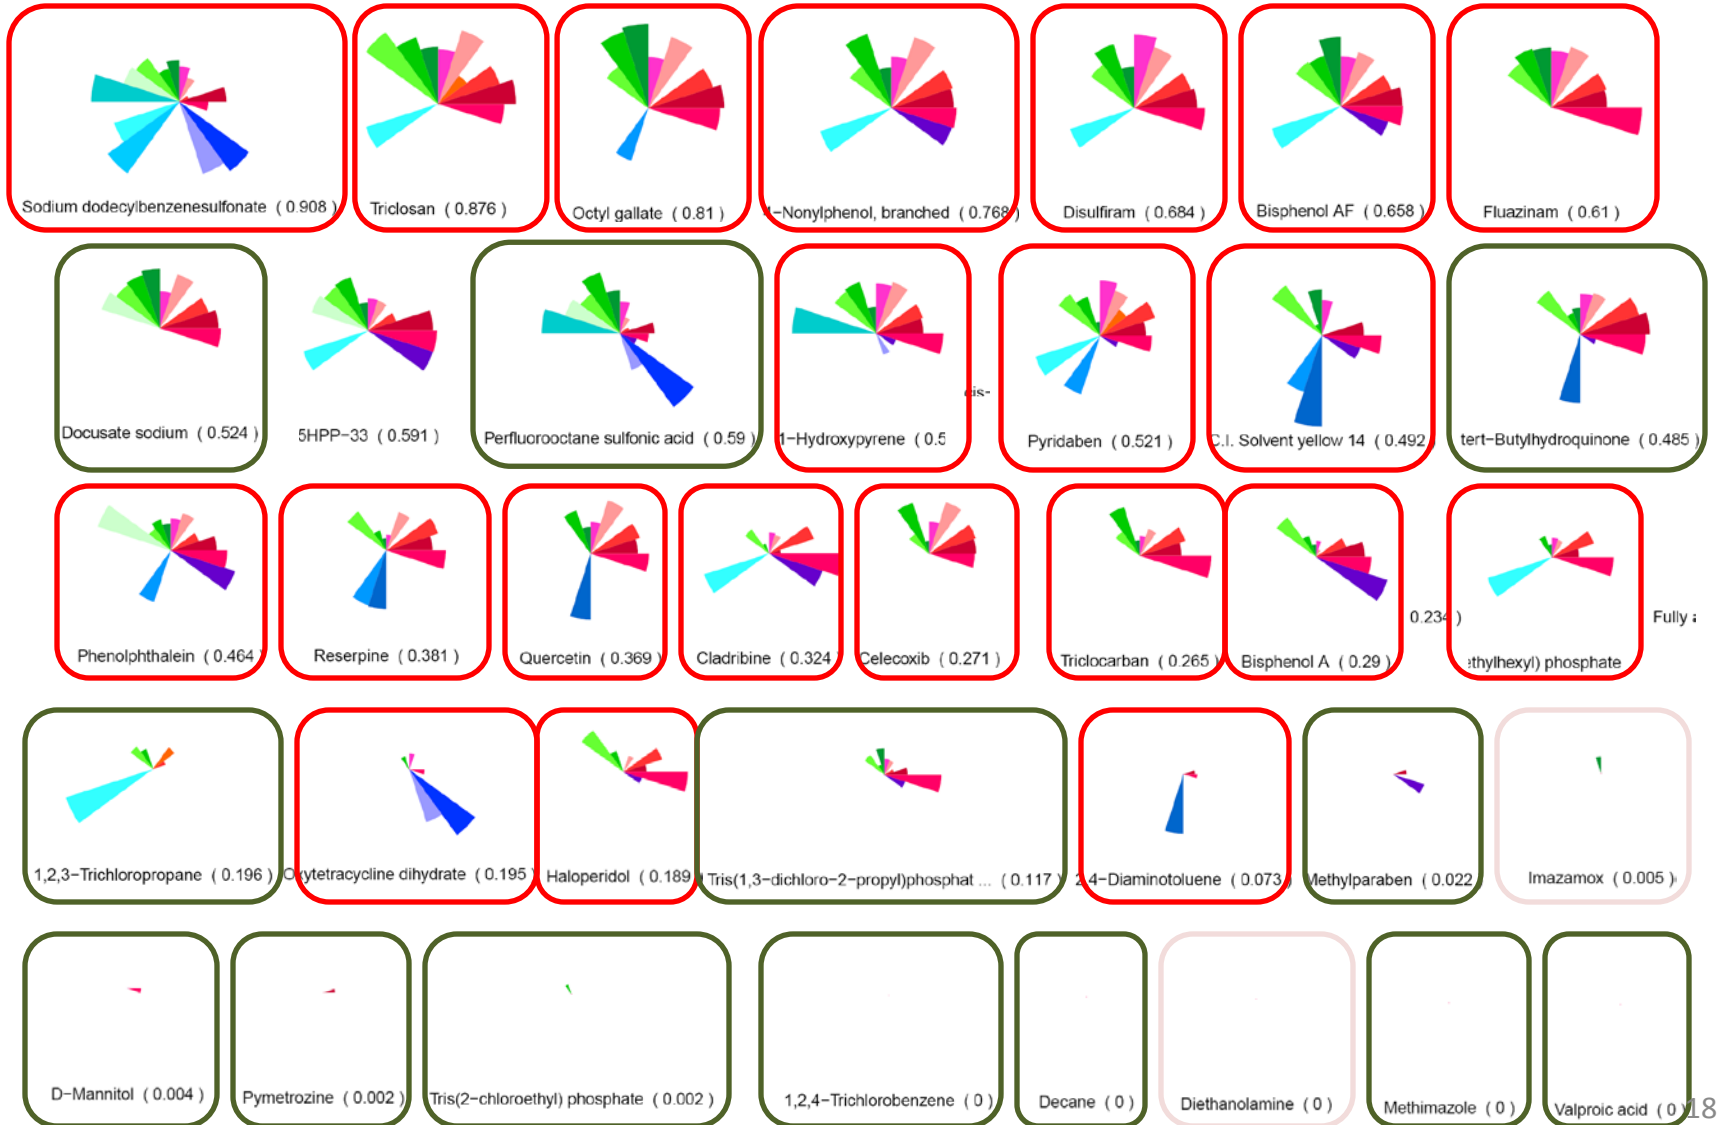 Sodium dodecylbenzenesulfonate ( 0.908 )
Triclosan ( 0.876 )
Octyl gallate ( 0.81 )
4−Nonylphenol, branched ( 0.768 )
Disulfiram ( 0.684 )
Bisphenol AF ( 0.658 )
Fluazinam ( 0.61 )
Docusate sodium ( 0.524 )
5HPP−33 ( 0.591 )
Perfluorooctane sulfonic acid ( 0.59 )
1−Hydroxypyrene ( 0.5
cis-
Pyridaben ( 0.521 )
C.I. Solvent yellow 14 ( 0.492
tert−Butylhydroquinone ( 0.485 )
Phenolphthalein ( 0.464 )
Reserpine ( 0.381 )
Quercetin ( 0.369 )
Cladribine ( 0.324
Celecoxib ( 0.271 )
Triclocarban ( 0.265 )
Bisphenol A ( 0.29 )
0.234 )
ethylhexyl) phosphate
Fully
1,2,3−Trichloropropane ( 0.196 )
Oxytetracycline dihydrate ( 0.195 )
Haloperidol ( 0.189
Tris(1,3−dichloro−2−propyl)phosphat ... ( 0.117 )
2,4−Diaminotoluene ( 0.073 )
Methylparaben ( 0.022
Imazamox ( 0.005 )
D−Mannitol ( 0.004 )
Pymetrozine ( 0.002 )
Tris(2−chloroethyl) phosphate ( 0.002 )
1,2,4−Trichlorobenzene ( 0 )
Decane ( 0 )
Diethanolamine ( 0 )
Methimazole ( 0 )
Valproic acid ( 0 )
18